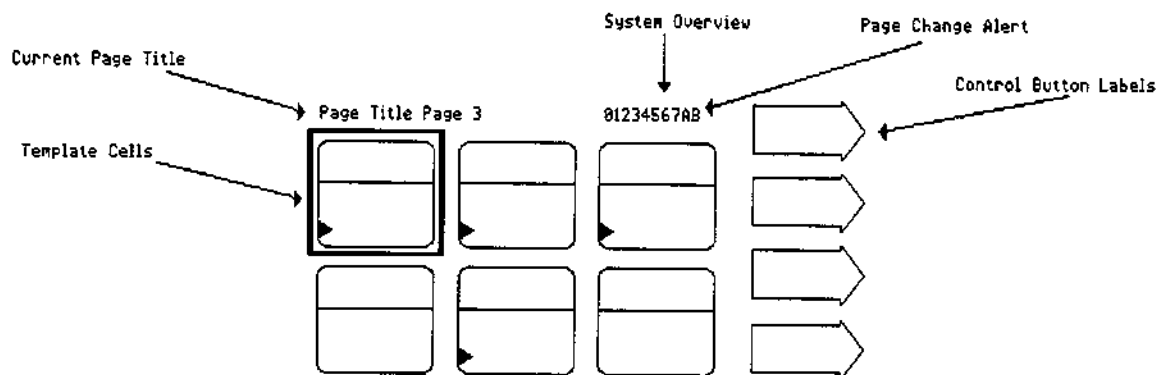 System Overview
Page Change Alert
Current Page Title
Control Button Labels
Page Title Page 3
01234567AB
Template Cells